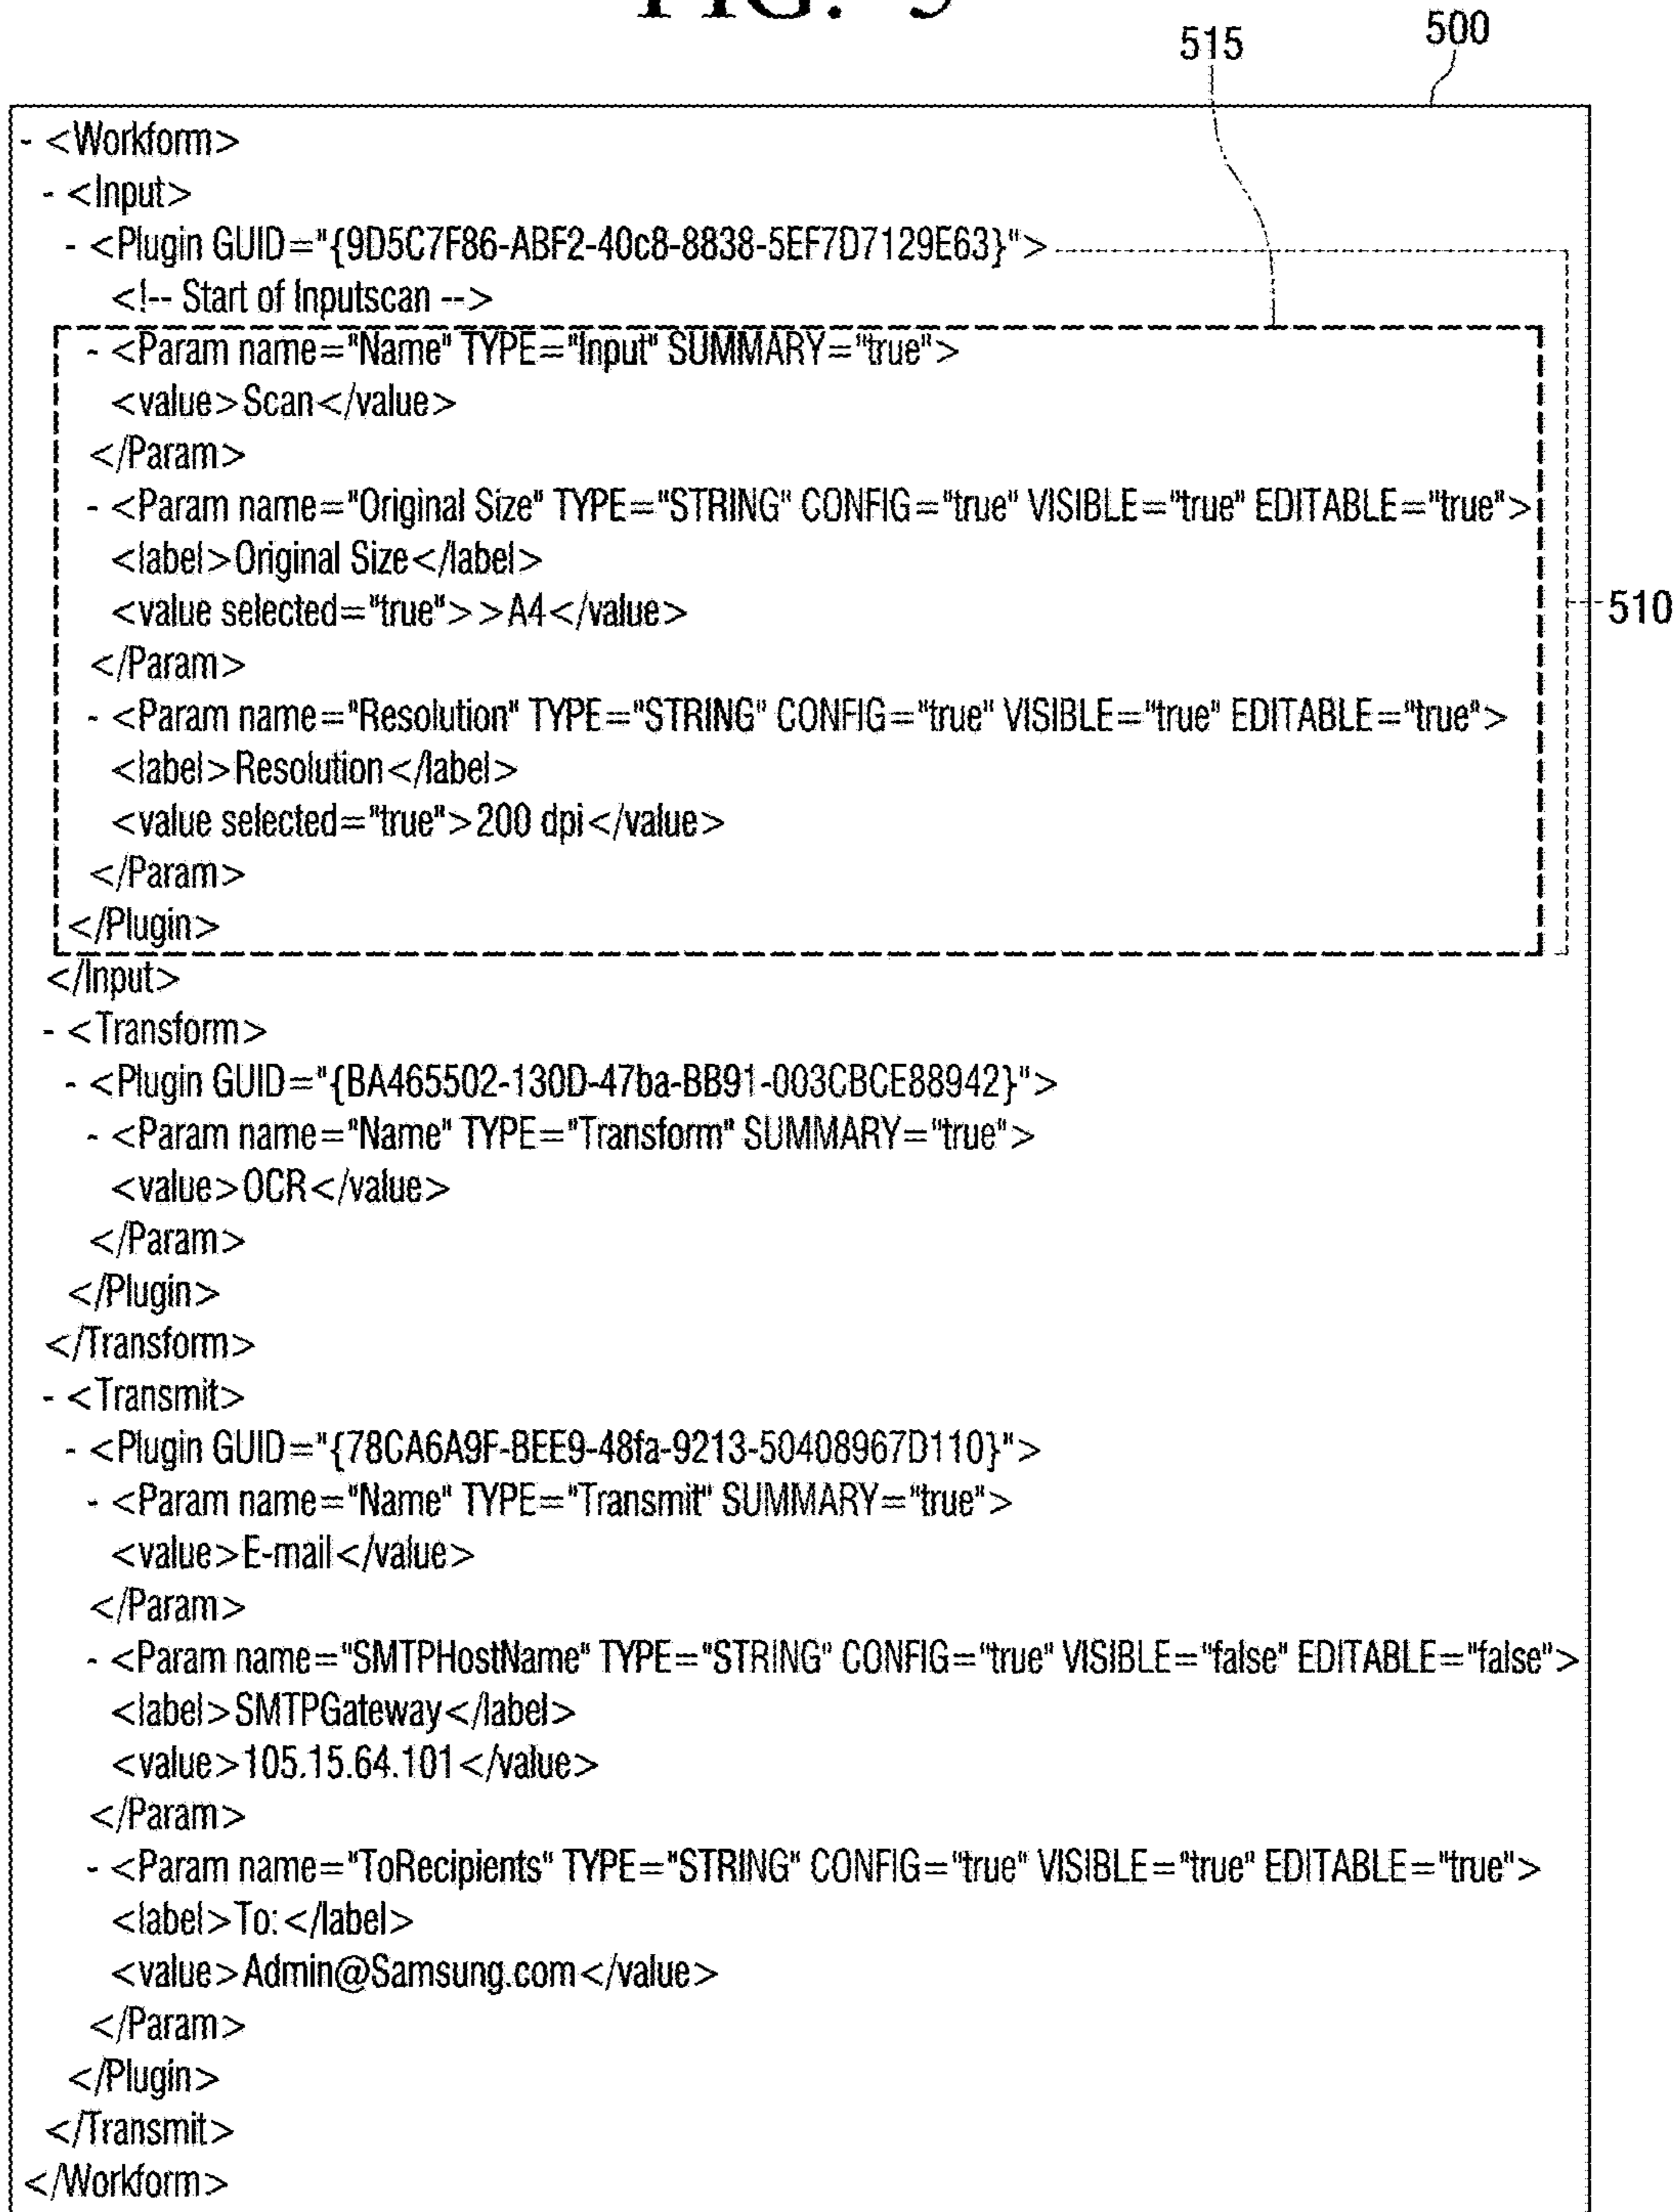 FIG. 5
515
500
- <Workform>
- <Input>
- <Plugin GUID="{9D5C7F86-ABF2-40c8-8838-5EF7D7129E63}">
<!-- Start of Inputscan -->
- <Param name="Name" TYPE="Input" SUMMARY="true">
<value>Scan</value>
</Param>
- <Param name="Original Size" TYPE="STRING" CONFIG="true" VISIBLE="true" EDITABLE="true">
<label>Original Size</label>
<value selected="true">>A4</value>
510
</Param>
- <Param name="Resolution" TYPE="STRING" CONFIG="true" VISIBLE="true" EDITABLE="true">
<label>Resolution</label>
<value selected="true">200 dpi</value>
</Param>
</Plugin>
</Input>
- <Transform>
- <Plugin GUID="{BA465502-130D-47ba-BB91-003CBCE88942}">
- <Param name="Name" TYPE="Transform" SUMMARY="true">
<value>OCR</value>
</Param>
</Plugin>
</Transform>
- <Transmit>
- <Plugin GUID="{78CA6A9F-BEE9-48fa-9213-50408967D110}">
- <Param name="Name" TYPE="Transmit" SUMMARY="true">
<value>E-mail</value>
</Param>
- <Param name="SMTPHostName" TYPE="STRING" CONFIG="true" VISIBLE="false" EDITABLE="false">
<label>SMTPGateway</label>
<value>105.15.64.101</value>
</Param>
- <Param name="ToRecipients" TYPE="STRING" CONFIG="true" VISIBLE="true" EDITABLE="true">
<label>To:</label>
<value>Admin@Samsung.com</value>
</Param>
</Plugin>
</Transmit>
</Workform>